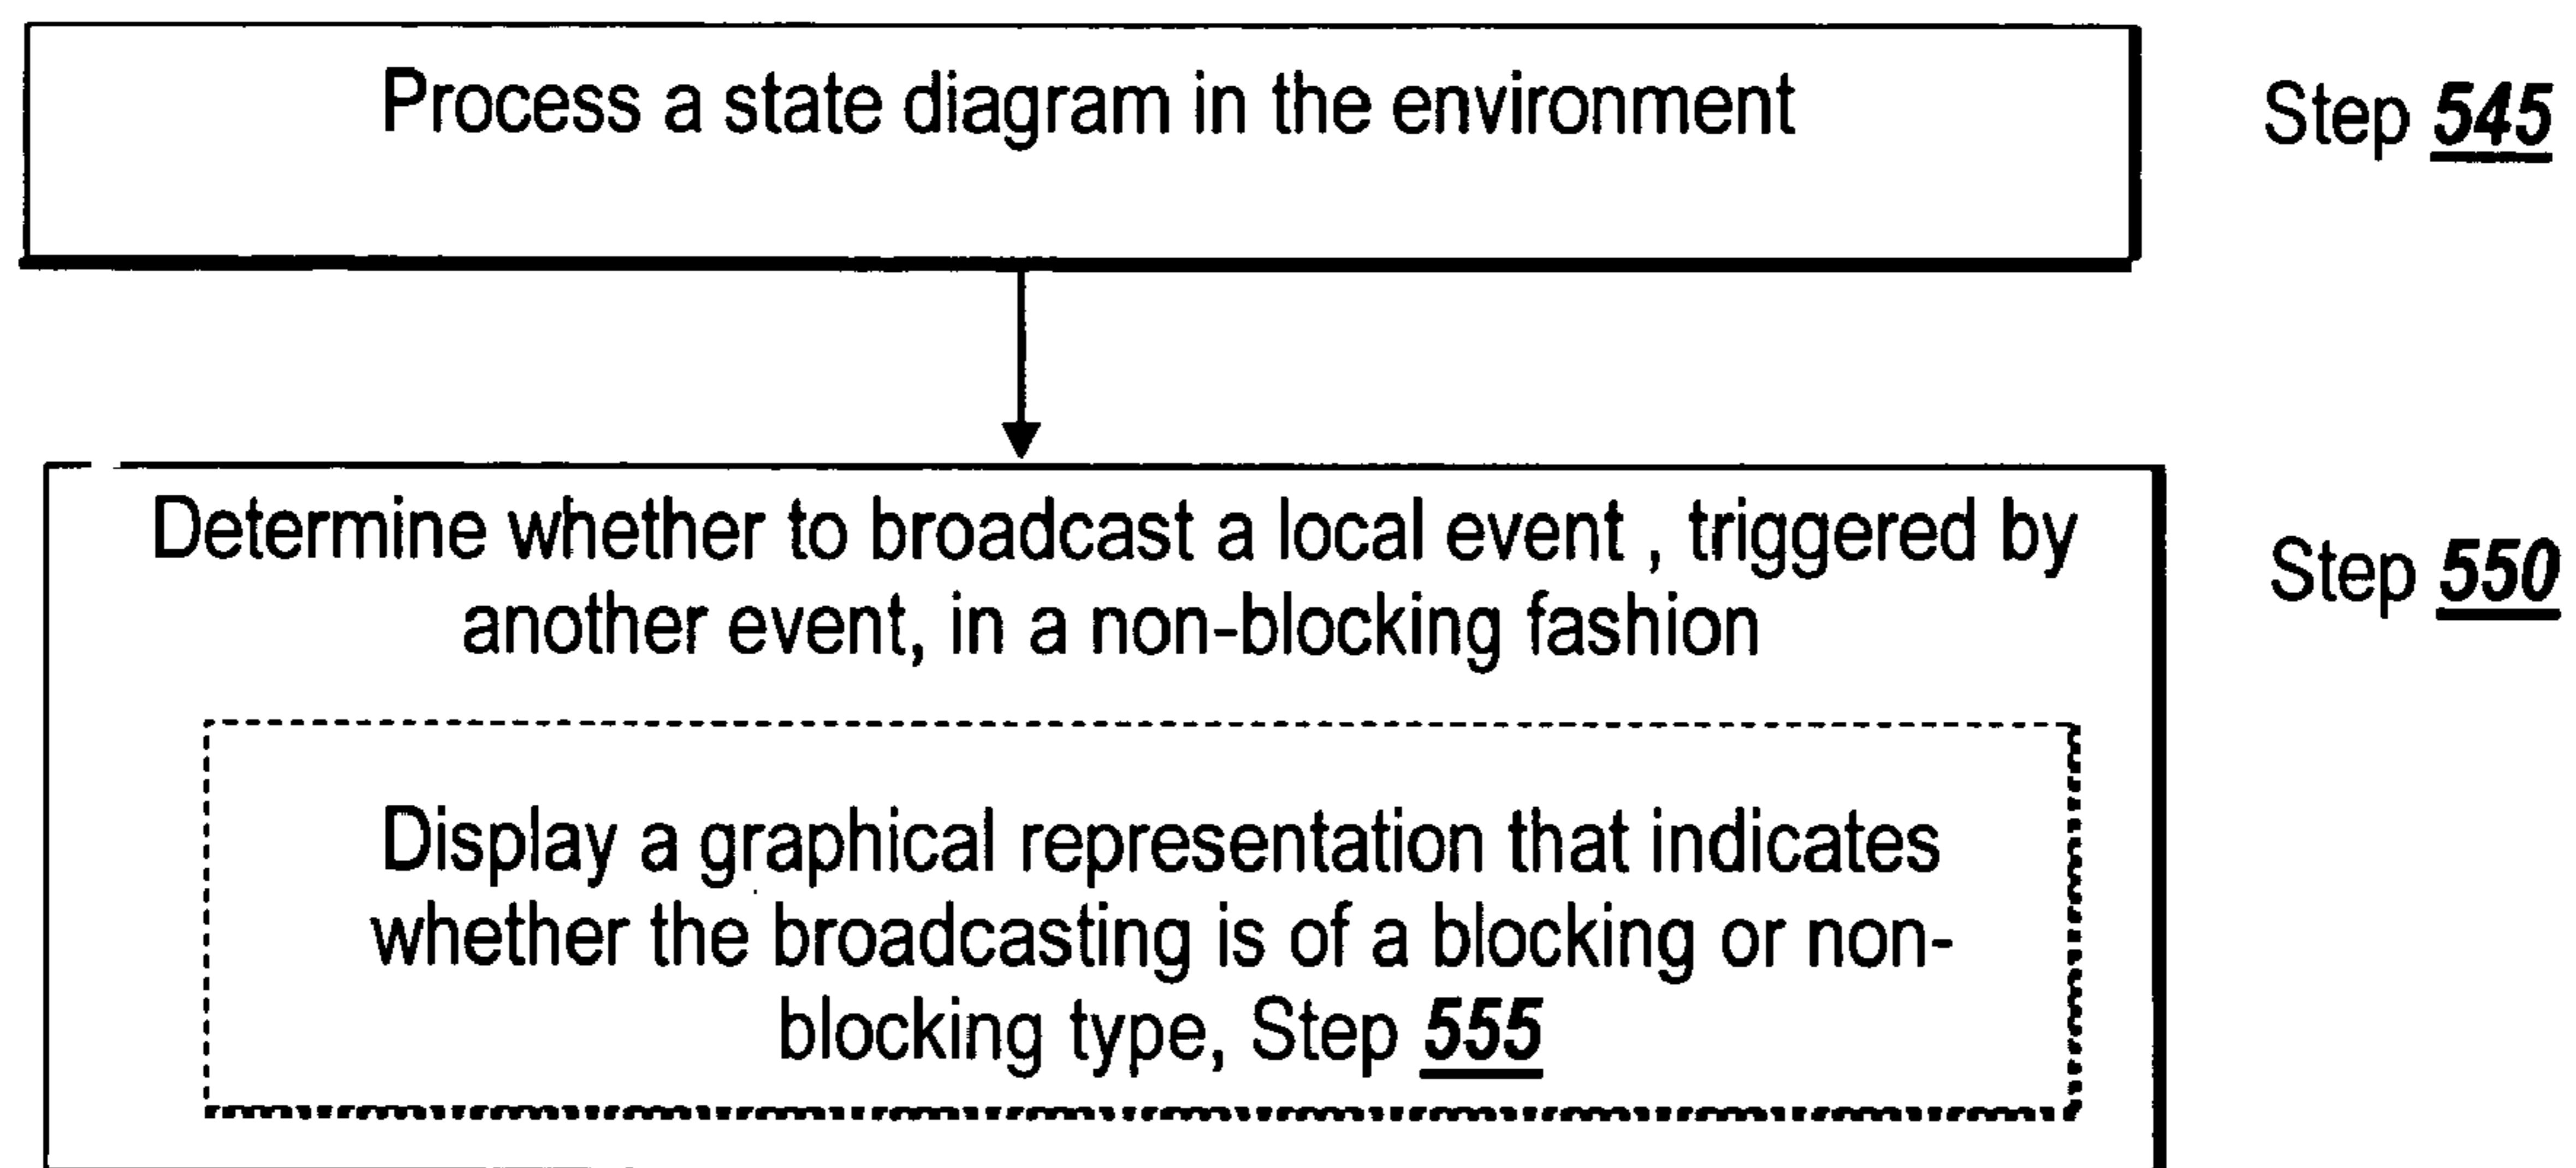 Process a state diagram in the environment
Step 545
Determine whether to broadcast a local event , triggered by
another event, in a non-blocking fashion
Step 550
Display a graphical representation that indicates
whether the broadcasting is of a blocking or non-
blocking type, Step 555